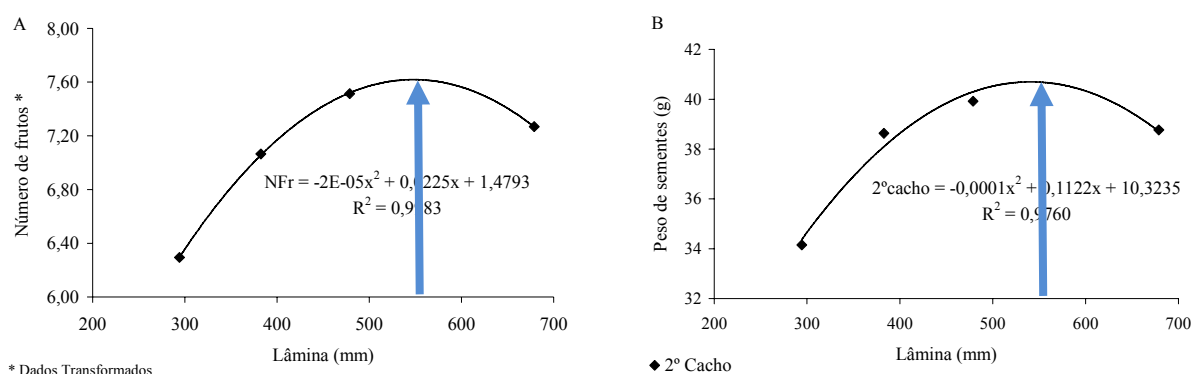 A
8,00
7,60
7,20
6,80
6,40
6,00
Número de frutos *
NFr = -2E-05x² + 0,0225x + 1,4793
R² = 0,9983
200 300 400 500 600 700
Lâmina (mm)
* Dados Transformados
B
42
40
38
36
34
32
Peso de sementes (g)
2ºcacho = -0,0001x² + 0,1122x + 10,3235
R² = 0,9760
200 300 400 500 600 700
Lâmina (mm)
2º Cacho